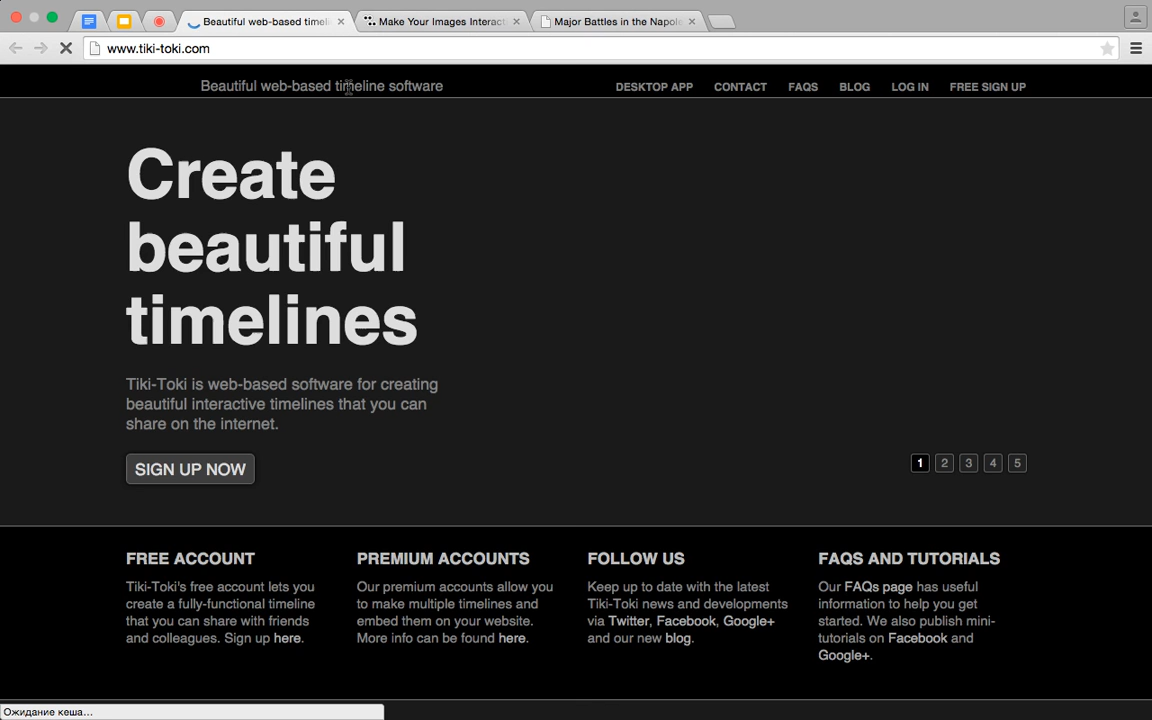 Beautiful web-based timeli
Make Your Images Interact
Major Battles in the Napole
www.tiki-toki.com
Beautiful web-based timeline software
DESKTOP APP CONTACT FAQS BLOG LOG IN FREE SIGN UP
Create
beautiful
timelines
Tiki-Toki is web-based software for creating
beautiful interactive timelines that you can
share on the internet.
SIGN UP NOW
1 2 3 4 5
FREE ACCOUNT
Tiki-Toki's free account lets you
create a fully-functional timeline
that you can share with friends
and colleagues. Sign up here.
PREMIUM ACCOUNTS
Our premium accounts allow you
to make multiple timelines and
embed them on your website.
More info can be found here.
FOLLOW US
Keep up to date with the latest
Tiki-Toki news and developments
via Twitter, Facebook, Google+
and our new blog.
FAQS AND TUTORIALS
Our FAQs page has useful
information to help you get
started. We also publish mini-
tutorials on Facebook and
Google+.
Ожидание кеша...